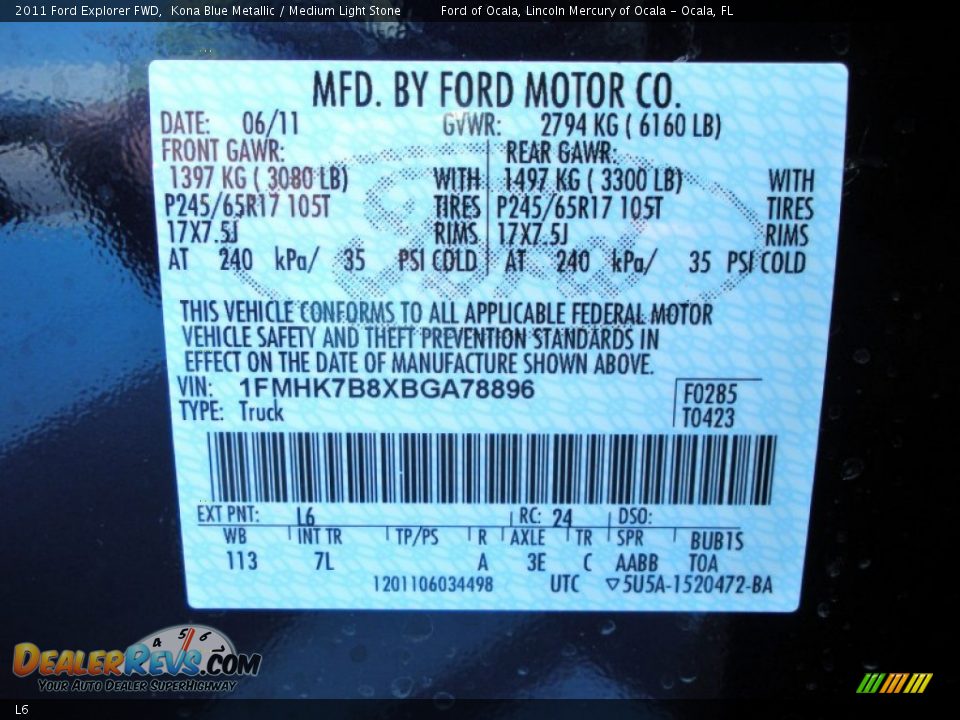 2011 Ford Explorer FWD, Kona Blue Metallic / Medium Light Stone Ford of Ocala, Lincoln Mercury of Ocala - Ocala, FL
MFD. BY FORD MOTOR CO.
DATE: 06/11 GVWR: 2794 KG ( 6160 LB)
FRONT GAWR: REAR GAWR:
1397 KG ( 3080 LB) WITH 1497 KG ( 3300 LB) WITH
P245/65R17 105T TIRES P245/65R17 105T TIRES
17X7.5J RIMS 17X7.5J RIMS
AT 240 kPa/ 35 PSI COLD AT 240 kPa/ 35 PSI COLD
Ford
THIS VEHICLE CONFORMS TO ALL APPLICABLE FEDERAL MOTOR
VEHICLE SAFETY AND THEFT PREVENTION STANDARDS IN
EFFECT ON THE DATE OF MANUFACTURE SHOWN ABOVE.
VIN: 1FMHK7B8XBGA78896 F0285
TYPE: Truck T0423
EXT PNT: L6 RC: 24 DSO:
WB INT TR TP/PS R AXLE TR SPR BUB1S
113 7L A 3E C AABB TOA
1201106034498 UTC ▽5U5A-1520472-BA
4 5 6
DEALERREVS.COM
YOUR AUTO DEALER SUPERHIGHWAY
L6